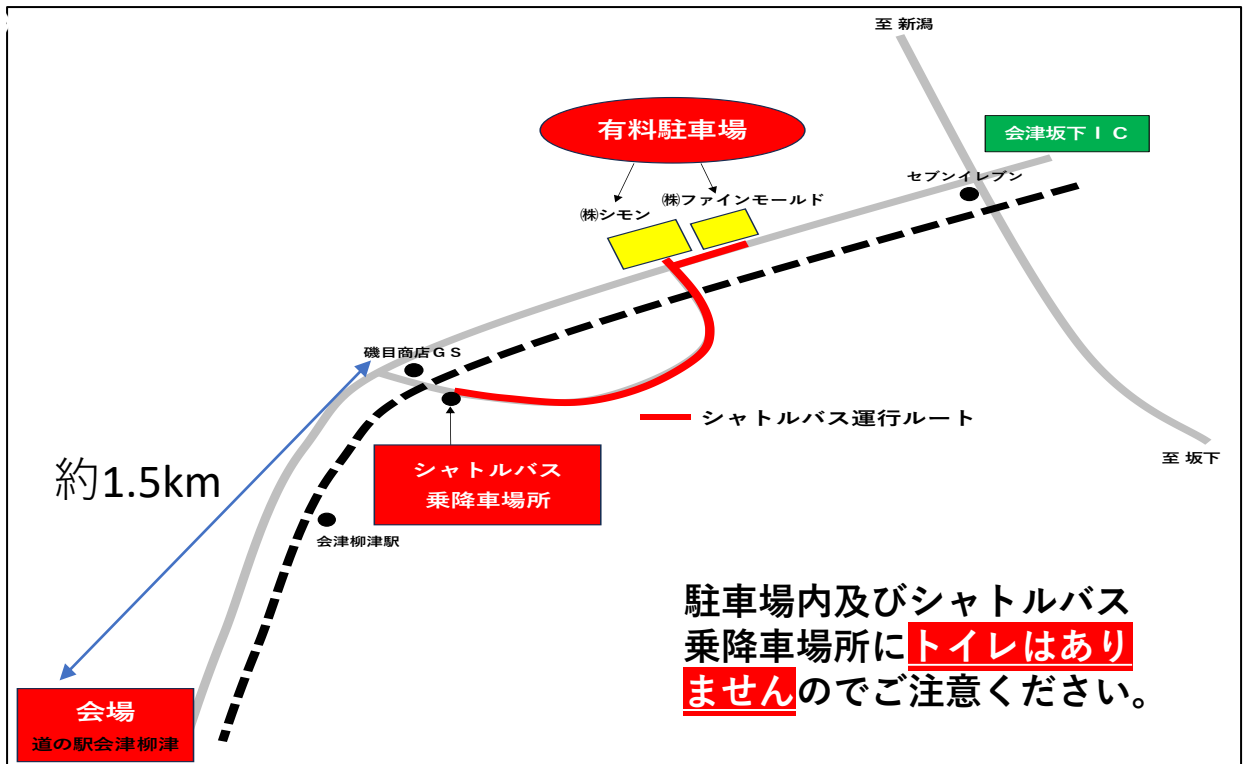 至 新潟
有料駐車場
会津坂下ＩＣ
セブンイレブン
㈱シモン
㈱ファインモールド
磯目商店ＧＳ
シャトルバス運行ルート
約1.5km
シャトルバス
乗降車場所
至 坂下
会津柳津駅
駐車場内及びシャトルバス
乗降車場所にトイレはあり
ませんのでご注意ください。
会場
道の駅会津柳津